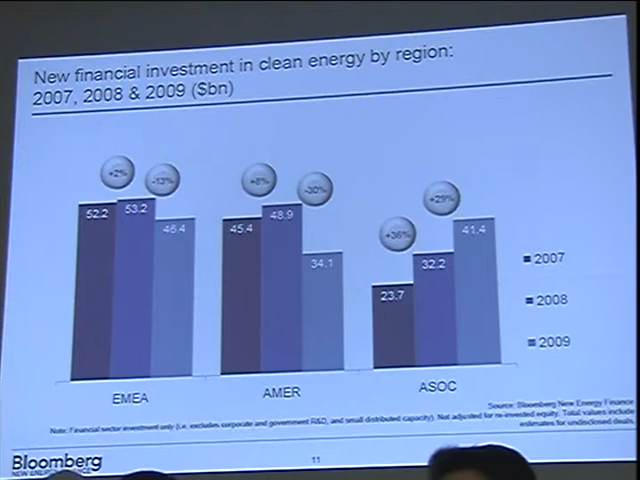 New financial investment in clean energy by region:
2007, 2008 & 2009 ($bn)
+2% -13% +8% -30% +36% +29%
52.2 53.2 46.4
45.4 48.9 34.1
23.7 32.2 41.4
2007
2008
2009
EMEA AMER ASOC
Source: Bloomberg New Energy Finance
Note: Financial sector investment only (i.e. excludes corporate and government R&D, and small distributed capacity). Not adjusted for re-invested equity. Total values include
estimates for undisclosed deals
Bloomberg
NEW ENERGY
11